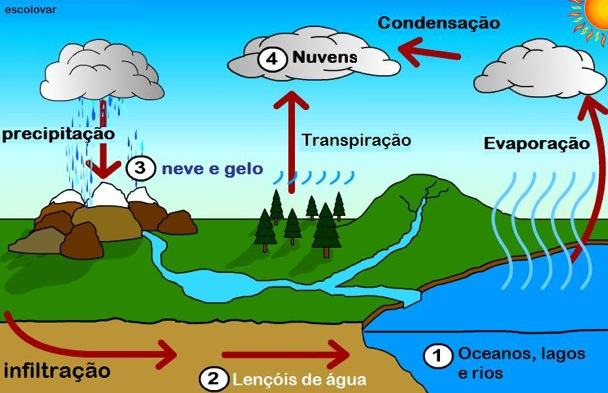 escolovar
Condensação
4 Nuvens
precipitação
Transpiração
Evaporação
3 neve e gelo
infiltração
2 Lençóis de água
1 Oceanos, lagos
e rios